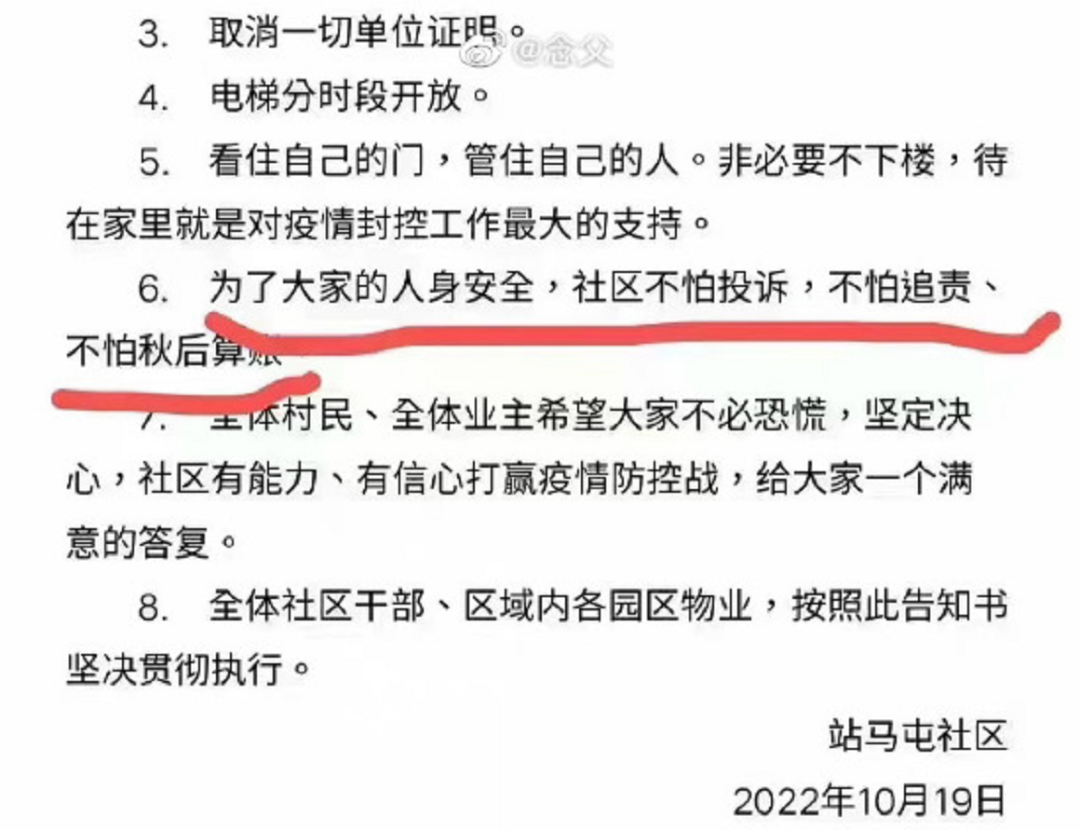 3. 取消一切单位证明。
@念父
4. 电梯分时段开放。
5. 看住自己的门，管住自己的人。非必要不下楼，待
在家里就是对疫情封控工作最大的支持。
6. 为了大家的人身安全，社区不怕投诉，不怕追责、
不怕秋后算账
7. 全体村民、全体业主希望大家不必恐慌，坚定决
心，社区有能力、有信心打赢疫情防控战，给大家一个满
意的答复。
8. 全体社区干部、区域内各园区物业，按照此告知书
坚决贯彻执行。
站马屯社区
2022年10月19日